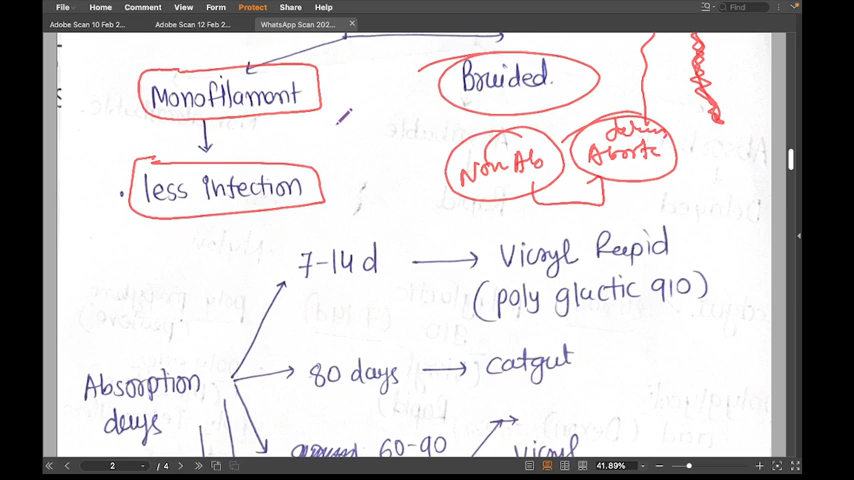 File Home Comment View Form Protect Share Help Find
Adobe Scan 10 Feb 2... Adobe Scan 12 Feb 2... WhatsApp Scan 202...
Monofilament
Braided.
Non Ab
less infection
7-14 d → Vicryl Rapid
(poly glactic 910)
80 days → catgut
Absorption
days
around 60-90
vicryl
2 / 4 41.89%